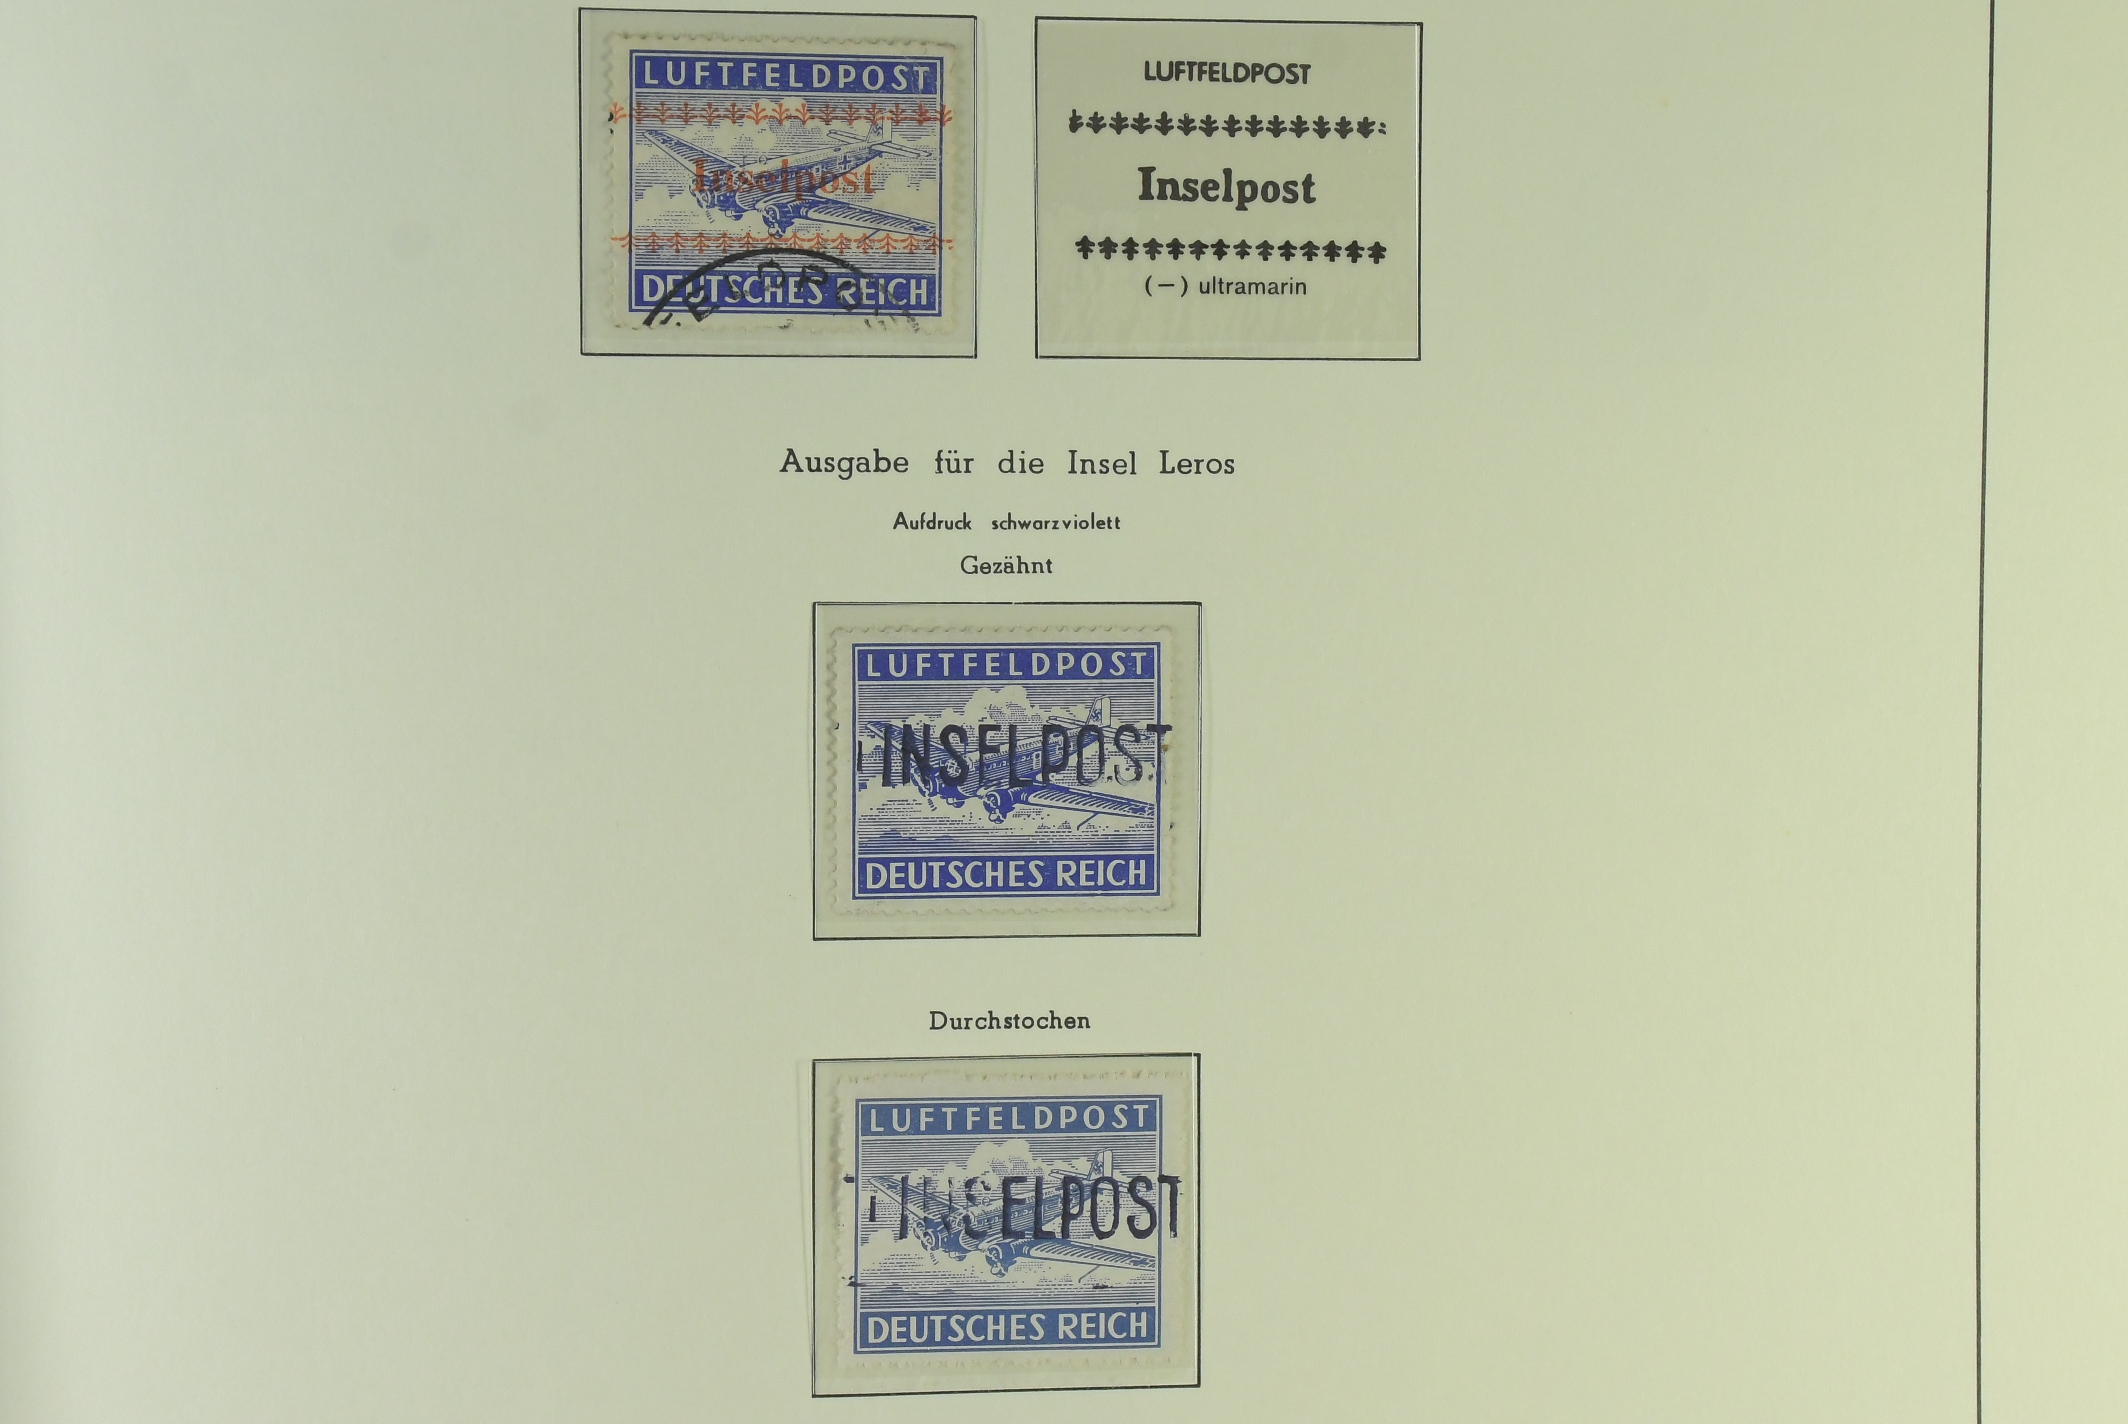 LUFTFELDPOST
Inselpost
DEUTSCHES REICH
LUFTFELDPOST
Inselpost
(—) ultramarin
Ausgabe für die Insel Leros
Aufdruck schwarzviolett
Gezähnt
LUFTFELDPOST
INSELPOST
DEUTSCHES REICH
Durchstochen
LUFTFELDPOST
INSELPOST
DEUTSCHES REICH